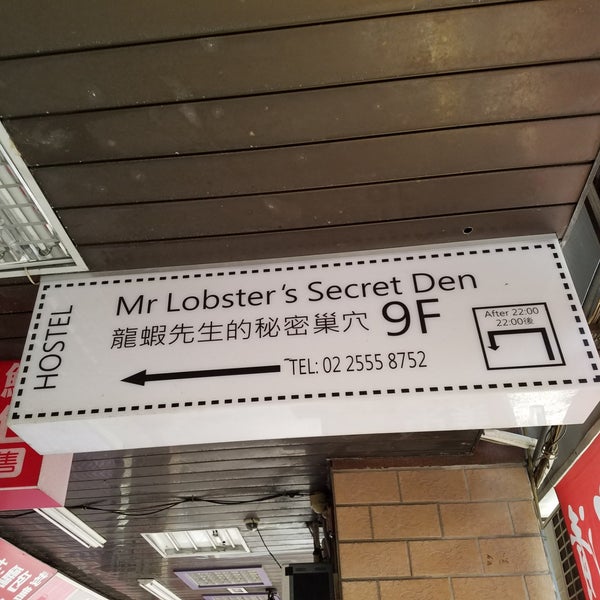 HOSTEL
Mr Lobster's Secret Den
龍蝦先生的秘密巢穴 9F
TEL: 02 2555 8752
After 22:00
22:00後
售